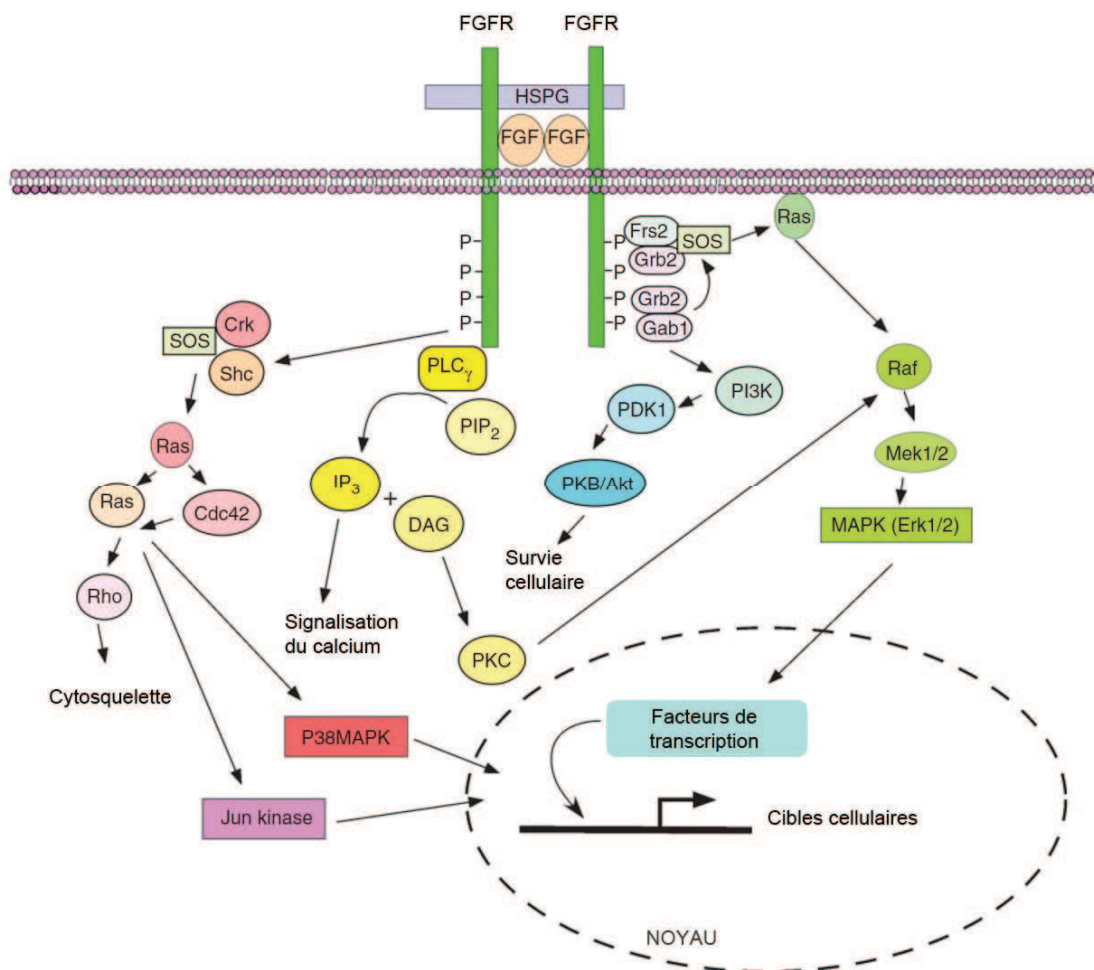 FGFR FGFR
HSPG
FGF FGF
Ras
Frs2
P P SOS
Grb2
P P
P Grb2
P
P P Gab1
Crk
SOS
Shc
PLCγ
Raf
PI3K
PDK1
PIP2
Ras
Mek1/2
IP3
PKB/Akt
Ras
Cdc42
+
DAG
MAPK (Erk1/2)
Survie
cellulaire
Rho
Signalisation
du calcium
PKC
Cytosquelette
Facteurs de
transcription
P38MAPK
Jun kinase
Cibles cellulaires
NOYAU